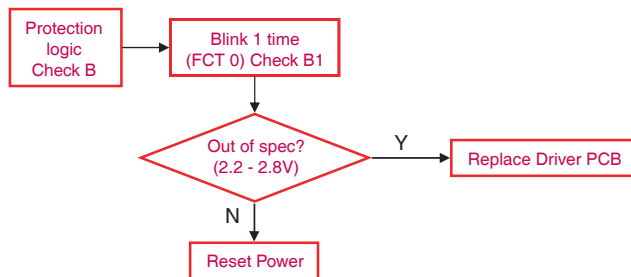 Protection
logic
Check B
Blink 1 time
(FCT 0) Check B1
Out of spec?
(2.2 - 2.8V)
Y
Replace Driver PCB
N
Reset Power